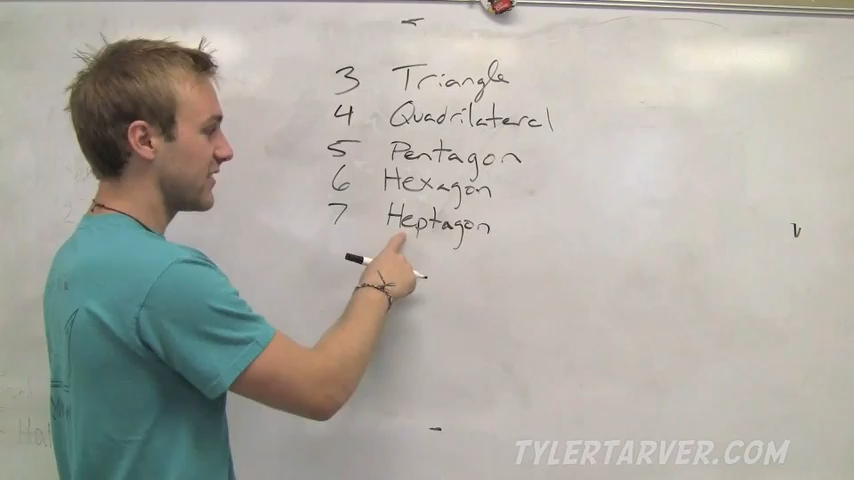 3 Triangle
4 Quadrilateral
5 Pentagon
6 Hexagon
7 Heptagon
TYLERTARVER.COM